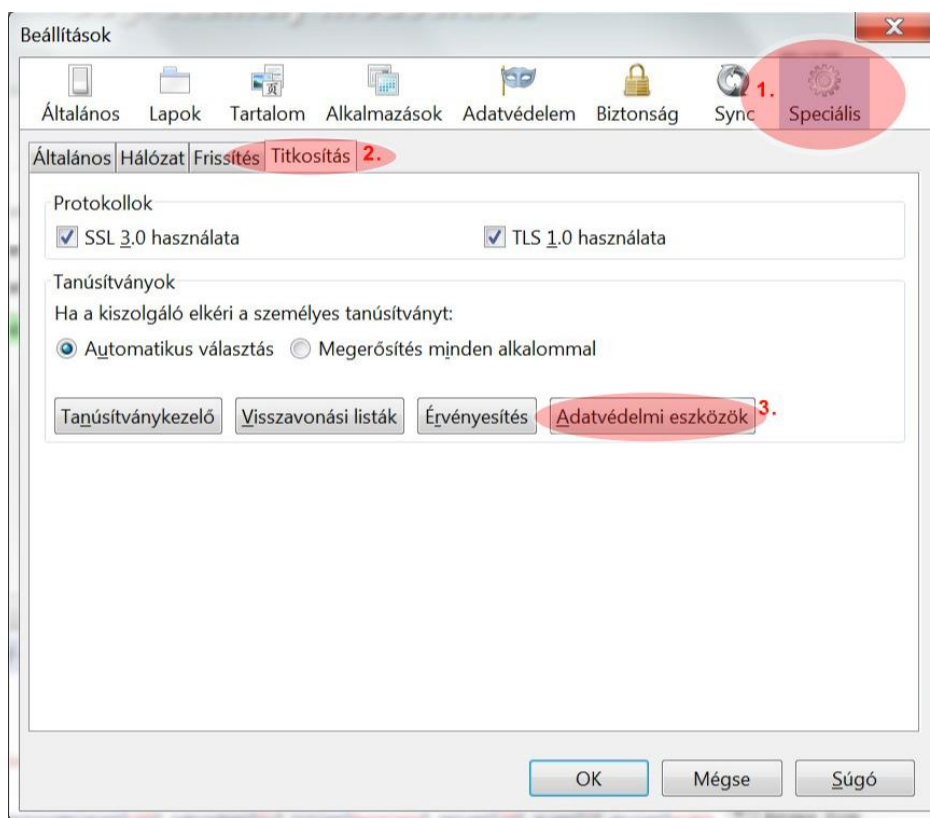 Beállítások
Általános Lapok Tartalom Alkalmazások Adatvédelem Biztonság Sync 1. Speciális
Általános Hálózat Frissítés Titkosítás 2.
Protokollok
SSL 3.0 használata TLS 1.0 használata
Tanúsítványok
Ha a kiszolgáló elkéri a személyes tanúsítványt:
Automatikus választás Megerősítés minden alkalommal
Tanúsítványkezelő Visszavonási listák Érvényesítés Adatvédelmi eszközök 3.
OK Mégse Súgó